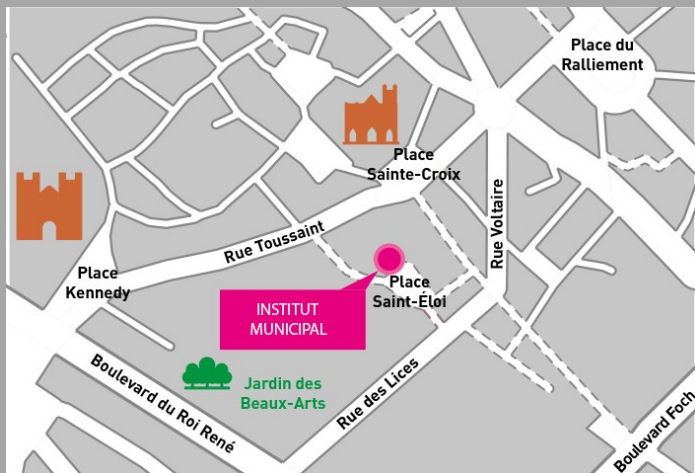 Place du
Ralliement
Place
Sainte-Croix
Rue Voltaire
Rue Toussaint
Place
Kennedy
Place
Saint-Éloi
INSTITUT
MUNICIPAL
Jardin des
Beaux-Arts
Rue des Lices
Boulevard du Roi René
Boulevard Foch